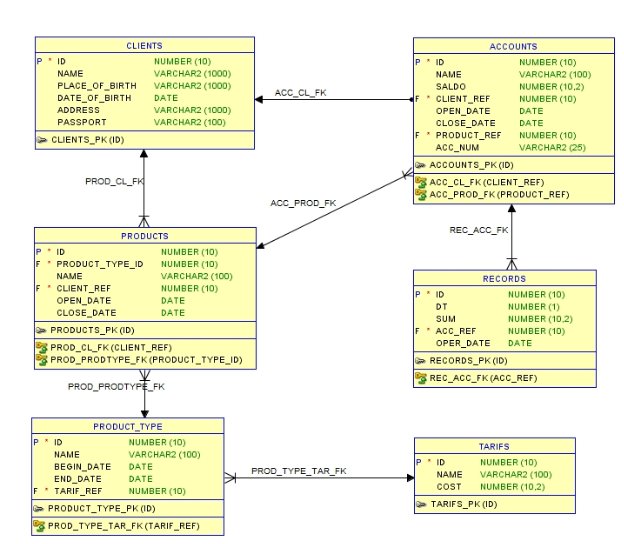 CLIENTS
P * ID NUMBER (10)
NAME VARCHAR2 (1000)
PLACE_OF_BIRTH VARCHAR2 (1000)
DATE_OF_BIRTH DATE
ADDRESS VARCHAR2 (1000)
PASSPORT VARCHAR2 (100)
CLIENTS_PK (ID)
ACC_CL_FK
ACCOUNTS
P * ID NUMBER (10)
NAME VARCHAR2 (100)
SALDO NUMBER (10,2)
F * CLIENT_REF NUMBER (10)
OPEN_DATE DATE
CLOSE_DATE DATE
F * PRODUCT_REF NUMBER (10)
ACC_NUM VARCHAR2 (25)
ACCOUNTS_PK (ID)
ACC_CL_FK (CLIENT_REF)
ACC_PROD_FK (PRODUCT_REF)
PROD_CL_FK
ACC_PROD_FK
REC_ACC_FK
PRODUCTS
P * ID NUMBER (10)
F * PRODUCT_TYPE_ID NUMBER (10)
NAME VARCHAR2 (100)
F * CLIENT_REF NUMBER (10)
OPEN_DATE DATE
CLOSE_DATE DATE
PRODUCTS_PK (ID)
PROD_CL_FK (CLIENT_REF)
PROD_PRODTYPE_FK (PRODUCT_TYPE_ID)
RECORDS
P * ID NUMBER (10)
DT NUMBER (1)
SUM NUMBER (10,2)
F * ACC_REF NUMBER (10)
OPER_DATE DATE
RECORDS_PK (ID)
REC_ACC_FK (ACC_REF)
PROD_PRODTYPE_FK
PRODUCT_TYPE
P * ID NUMBER (10)
NAME VARCHAR2 (100)
BEGIN_DATE DATE
END_DATE DATE
F * TARIF_REF NUMBER (10)
PRODUCT_TYPE_PK (ID)
PROD_TYPE_TAR_FK (TARIF_REF)
PROD_TYPE_TAR_FK
TARIFS
P * ID NUMBER (10)
NAME VARCHAR2 (100)
COST NUMBER (10,2)
TARIFS_PK (ID)